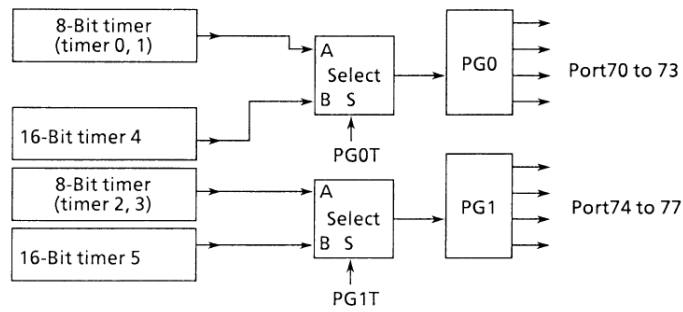 8-Bit timer
(timer 0, 1)
A
Select
B S
PG0
Port70 to 73
16-Bit timer 4
PG0T
8-Bit timer
(timer 2, 3)
A
Select
B S
PG1
Port74 to 77
16-Bit timer 5
PG1T